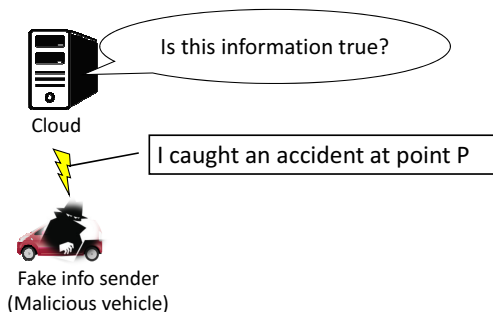 Is this information true?
Cloud
I caught an accident at point P
Fake info sender
(Malicious vehicle)